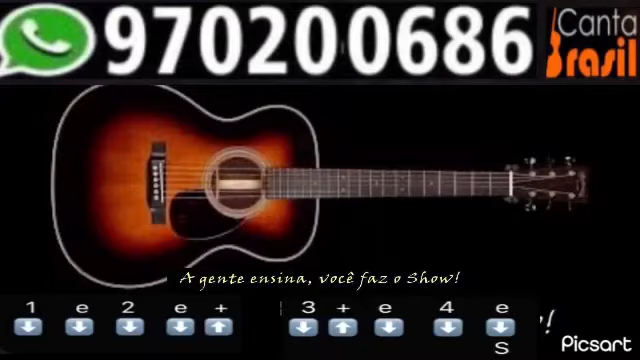 970200686
Canta
Brasil
A gente ensina, você faz o Show!
1 e 2 e + 3 + e 4 e
⬇ ⬇ ⬇ ⬇ ⬆ ⬇ ⬆ ⬇ ⬇ ⬇
S
!
Picsart